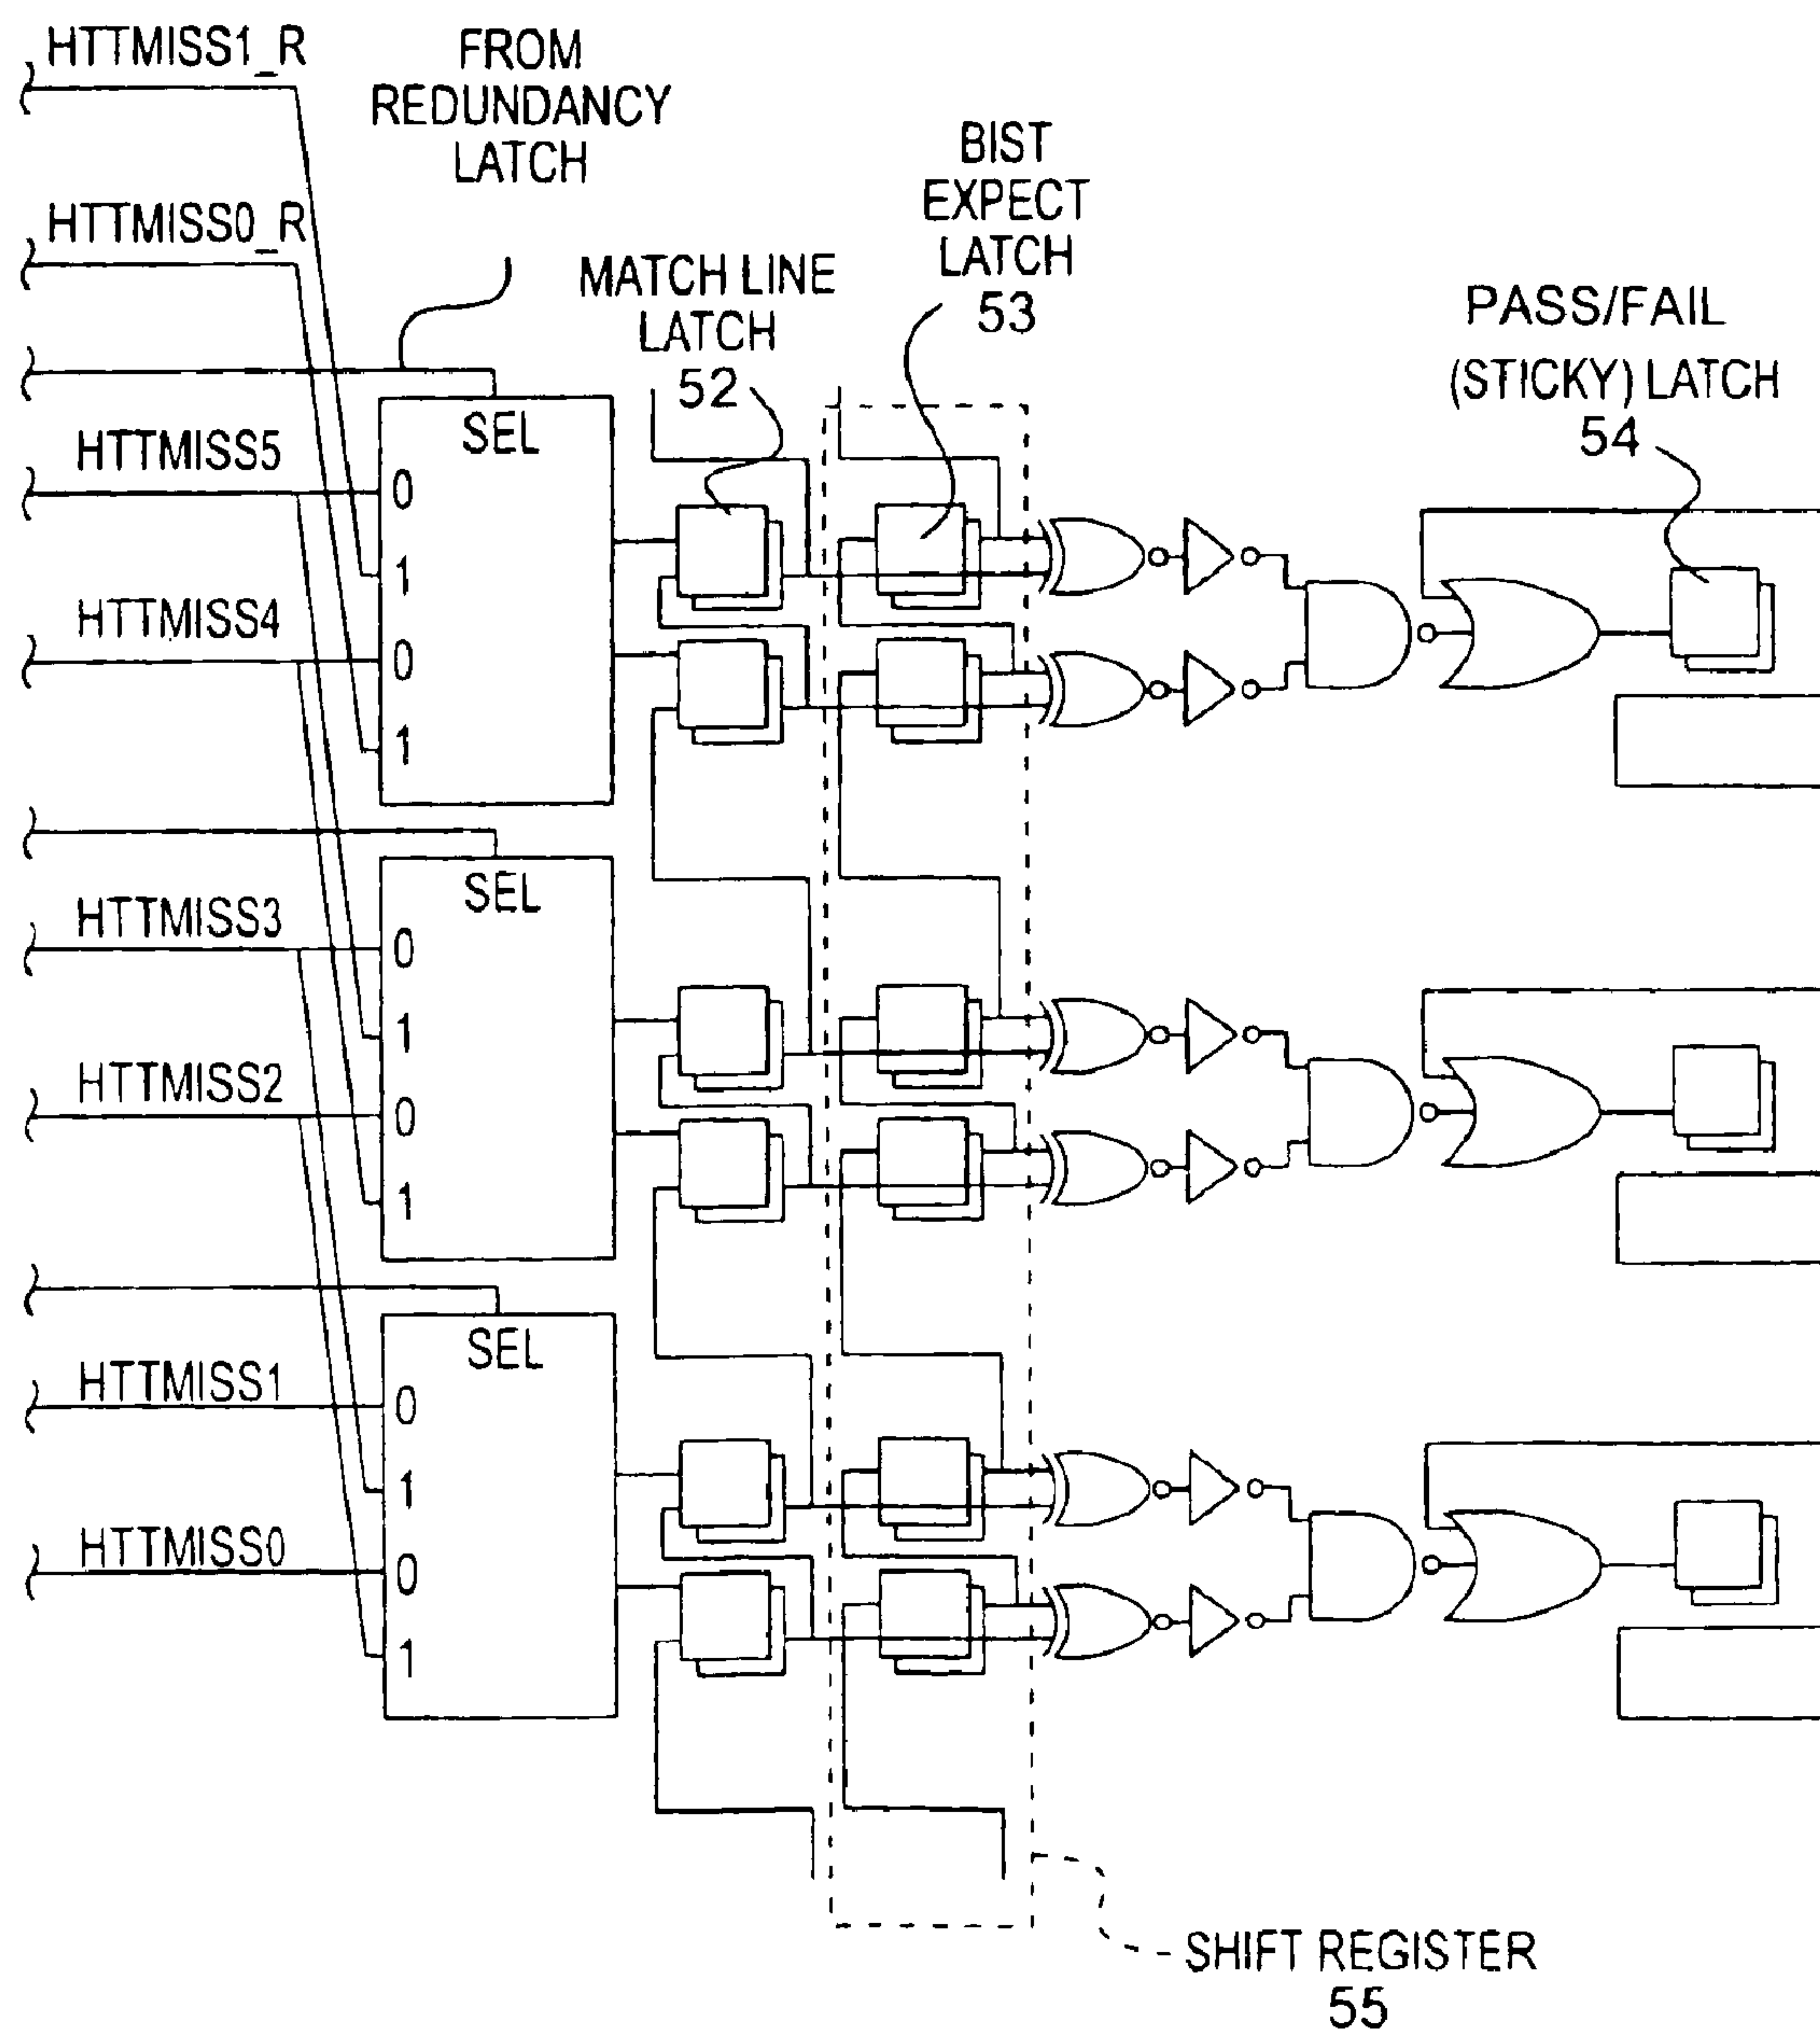 HTTMISS1_R
FROM
REDUNDANCY
LATCH
BIST
EXPECT
LATCH
53
HTTMISS0_R
MATCH LINE
LATCH
52
PASS/FAIL
(STICKY) LATCH
54
SEL
HTTMISS5
0
1
HTTMISS4
0
1
SEL
HTTMISS3
0
1
HTTMISS2
0
1
SEL
HTTMISS1
0
1
HTTMISS0
0
1
SHIFT REGISTER
55